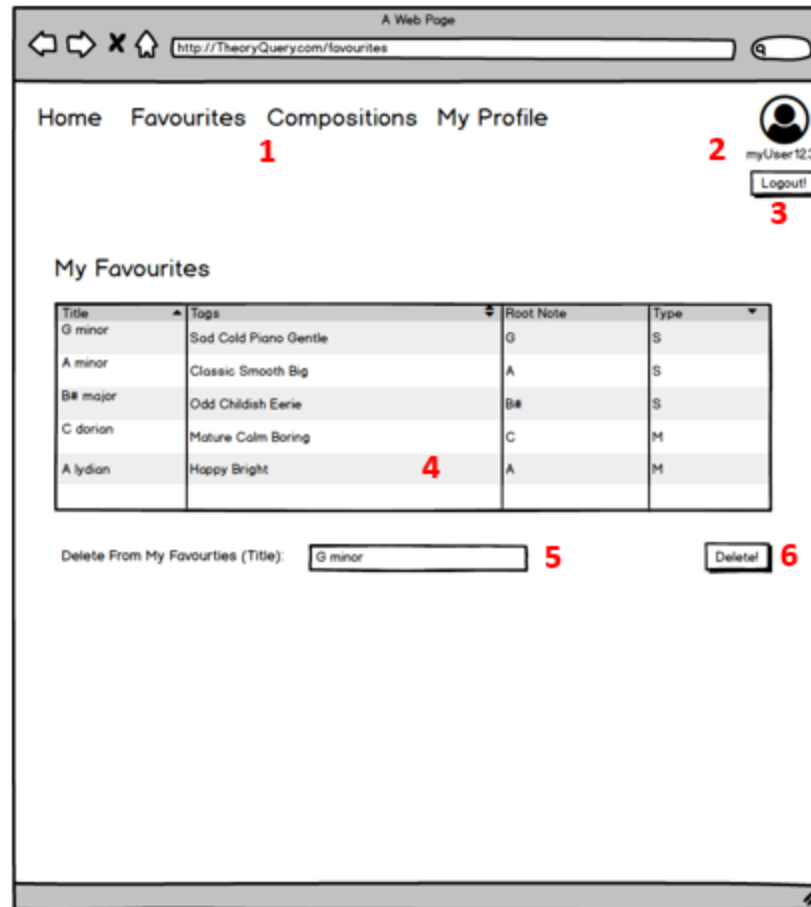 A Web Page
http://TheoryQuery.com/favourites
Home Favourites Compositions My Profile
1
2
myUser123
Logout!
3
My Favourites
Title Tags Root Note Type
G minor Sad Cold Piano Gentle G S
A minor Classic Smooth Big A S
B# major Odd Childish Eerie B# S
C dorian Mature Calm Boring C M
A lydian Happy Bright A M
4
Delete From My Favourties (Title): G minor 5 Delete! 6